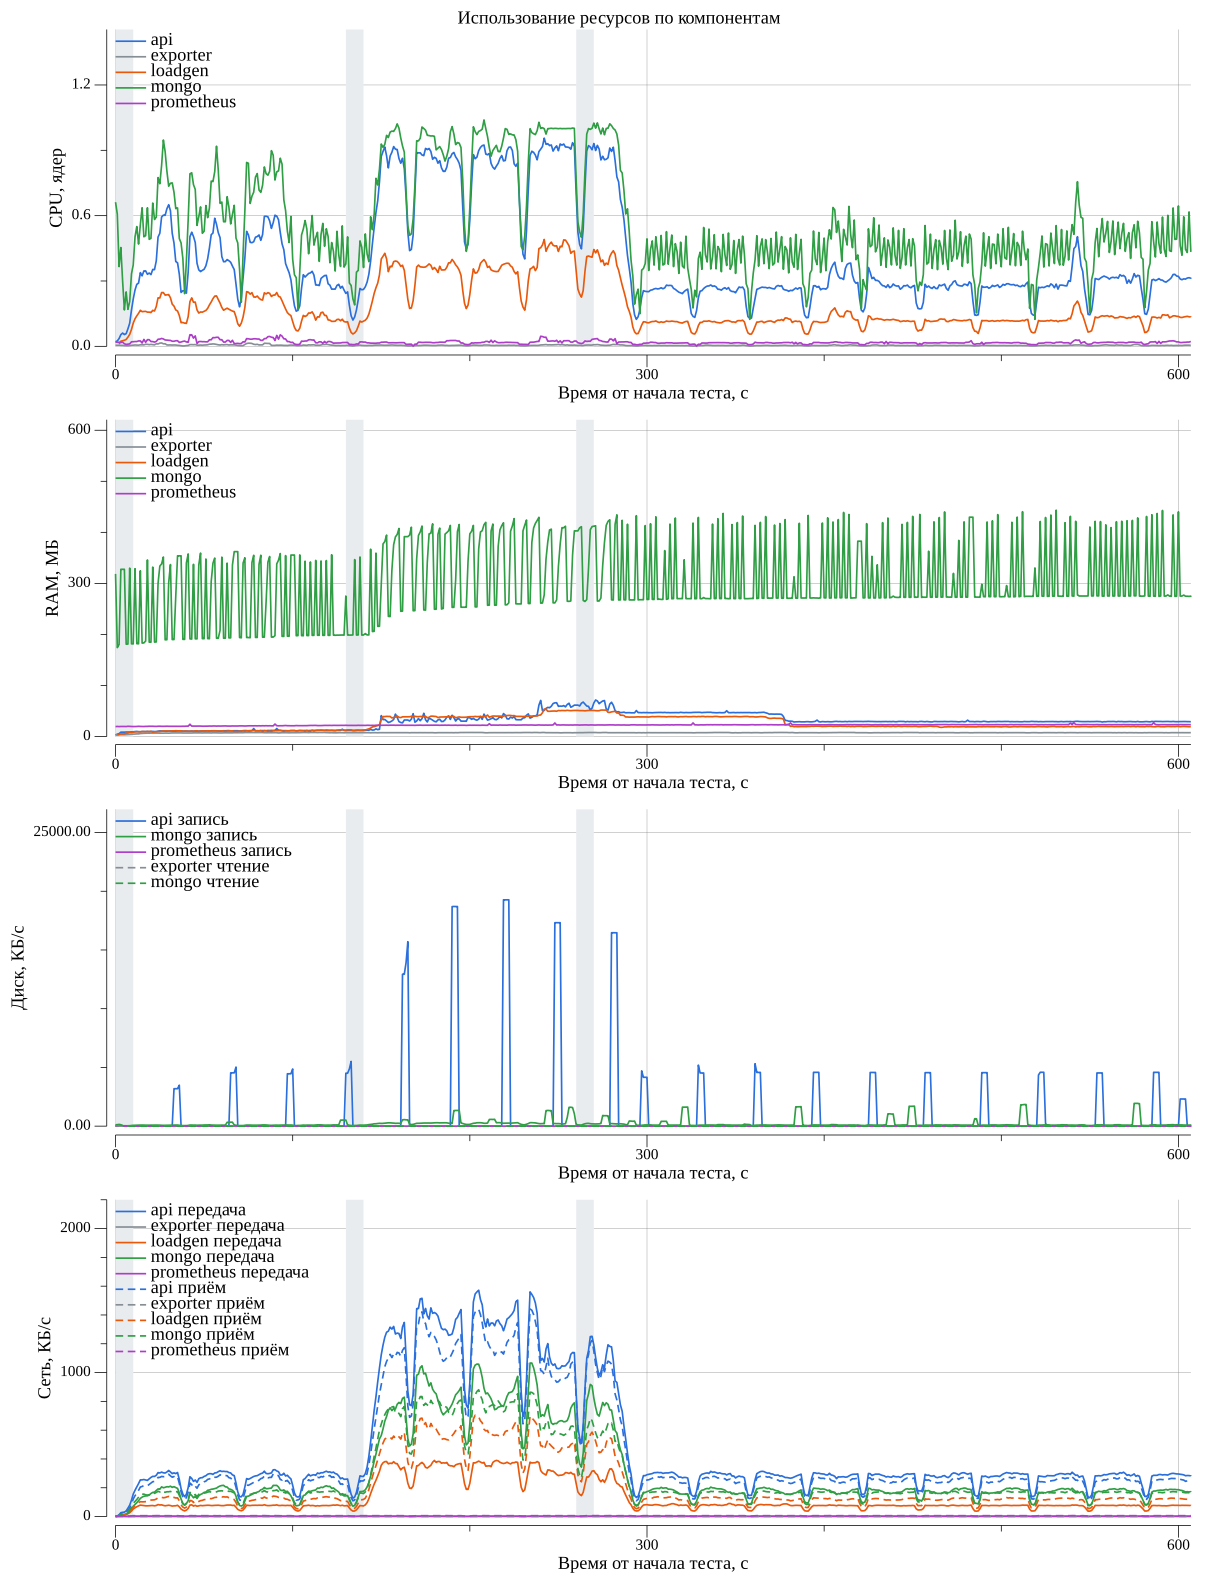 Использование ресурсов по компонентам
api
exporter
loadgen
mongo
prometheus
1.2
0.6
0.0
CPU, ядер
0
300
600
Время от начала теста, с
api
exporter
loadgen
mongo
prometheus
600
300
0
RAM, МБ
0
300
600
Время от начала теста, с
api запись
mongo запись
prometheus запись
exporter чтение
mongo чтение
25000.00
0.00
Диск, КБ/с
0
300
600
Время от начала теста, с
api передача
exporter передача
loadgen передача
mongo передача
prometheus передача
api приём
exporter приём
loadgen приём
mongo приём
prometheus приём
2000
1000
0
Сеть, КБ/с
0
300
600
Время от начала теста, с